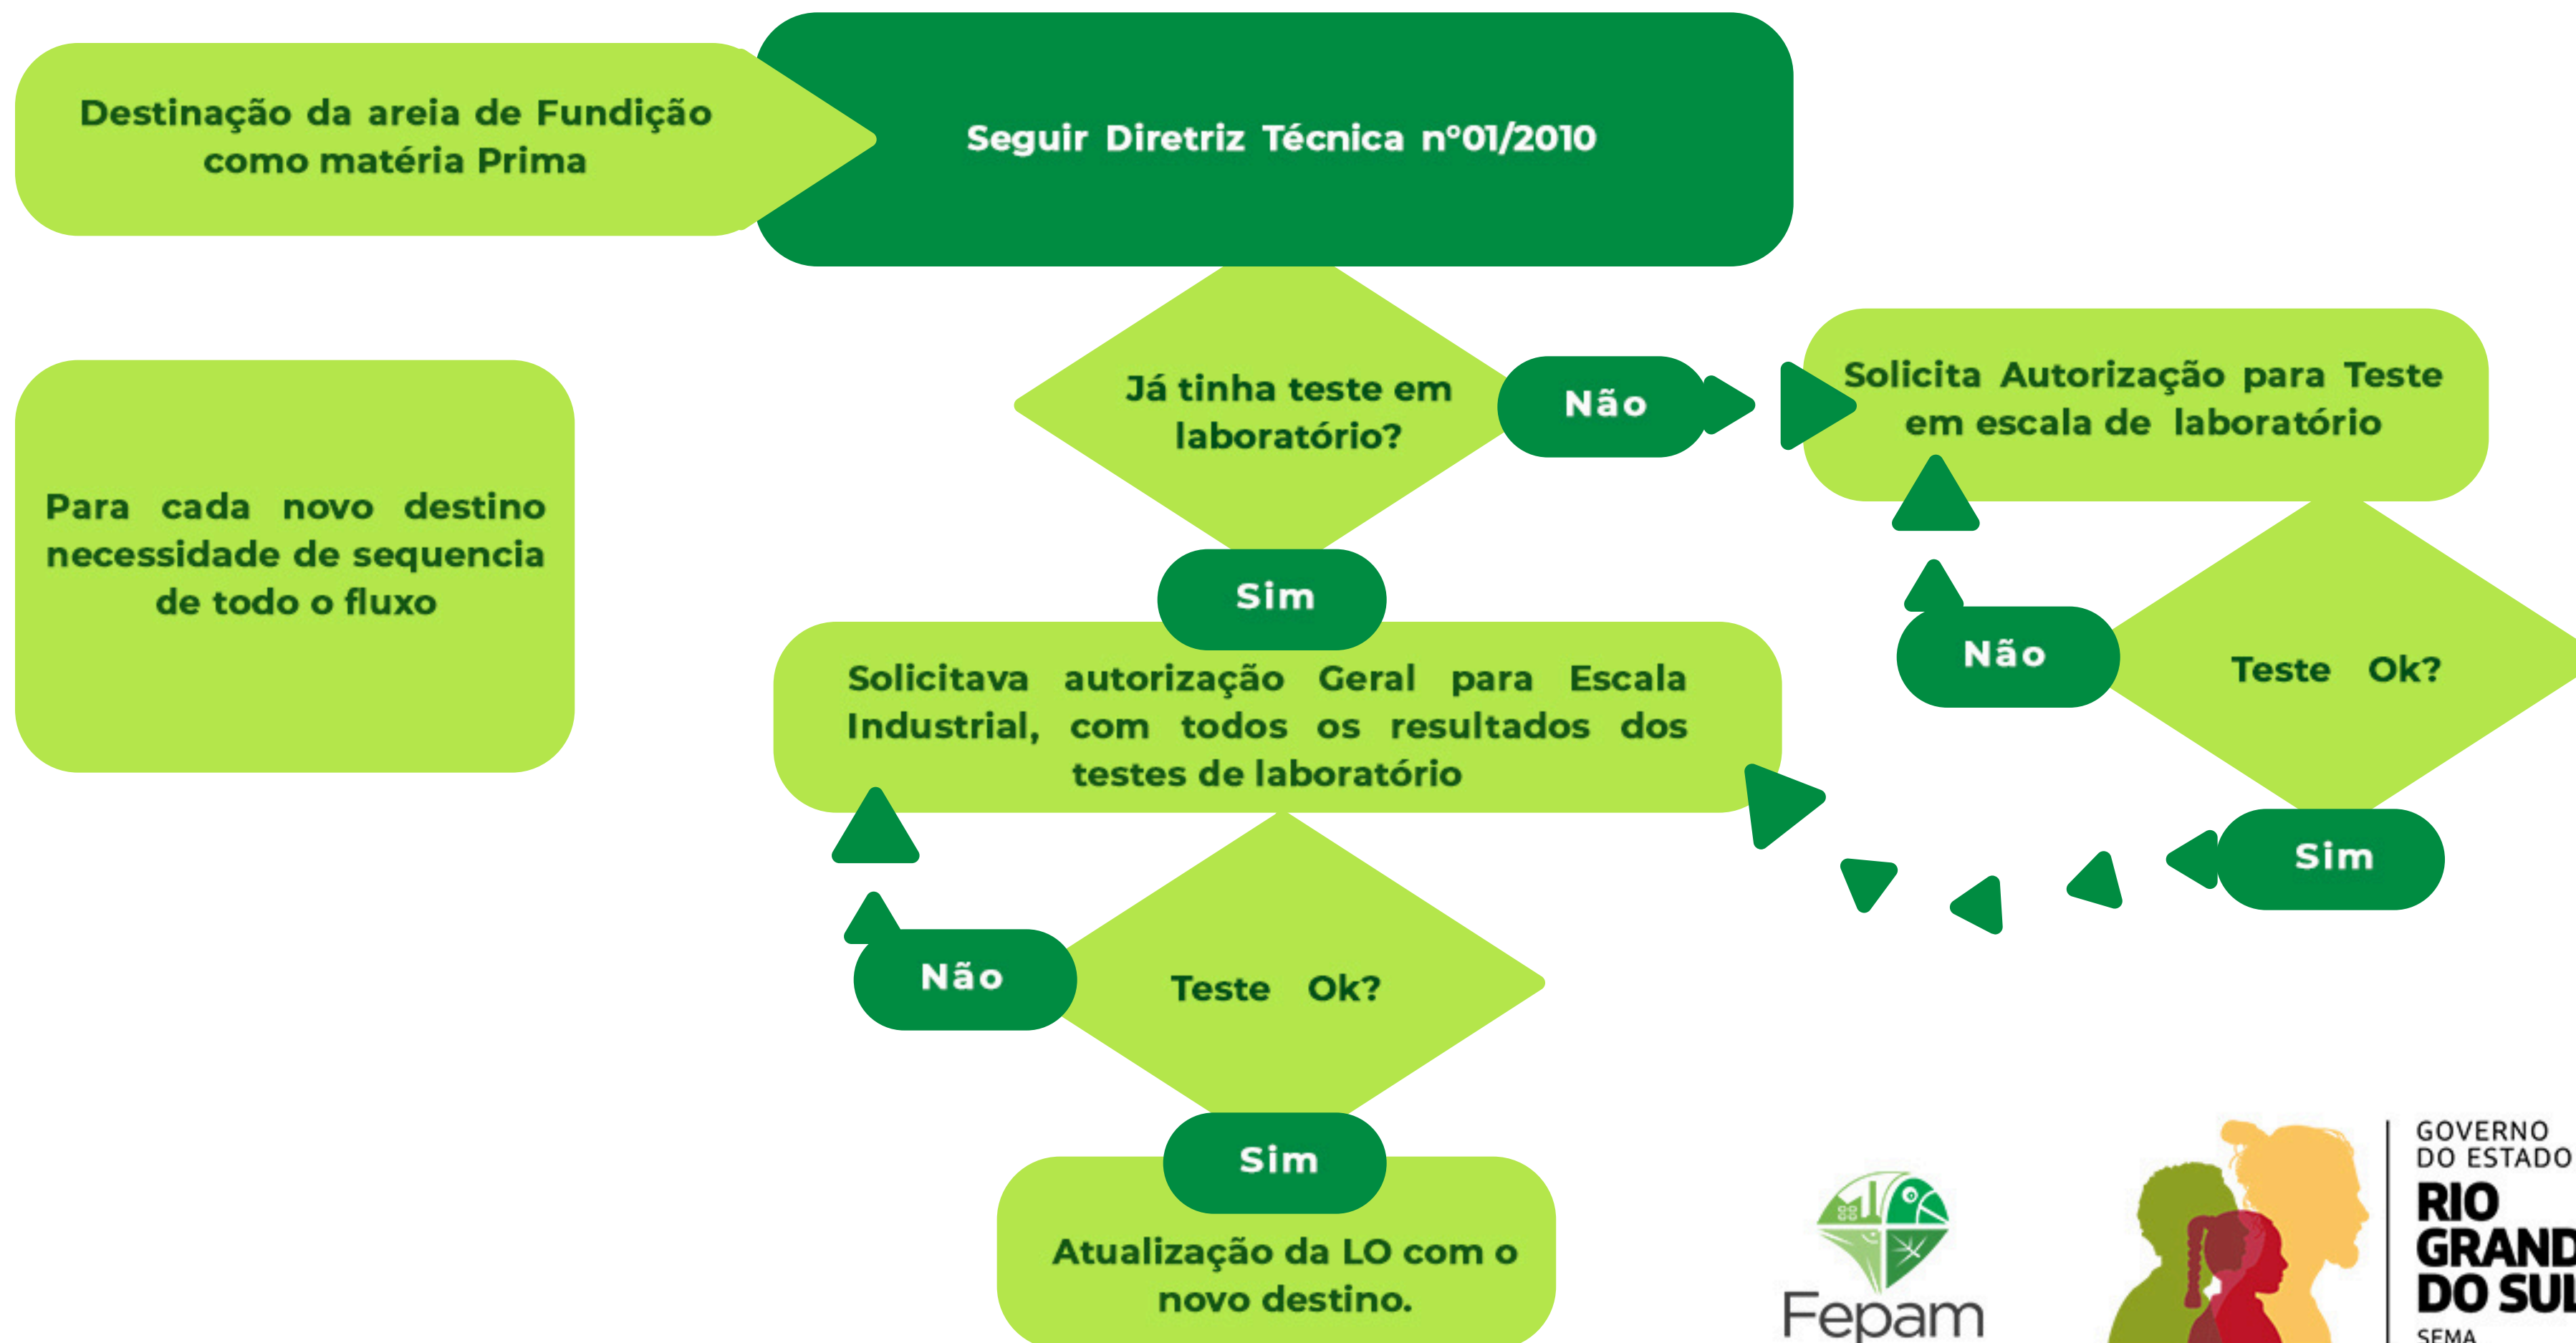 Destinação da areia de Fundição
como matéria Prima
Seguir Diretriz Técnica nº01/2010
Já tinha teste em
laboratório?
Não
Solicita Autorização para Teste
em escala de laboratório
Para cada novo destino
necessidade de sequencia
de todo o fluxo
Sim
Não
Teste Ok?
Solicitava autorização Geral para Escala
Industrial, com todos os resultados dos
testes de laboratório
Sim
Não
Teste Ok?
Sim
Atualização da LO com o
novo destino.
Fepam
GOVERNO
DO ESTADO
RIO
GRAND
DO SUL
SEMA